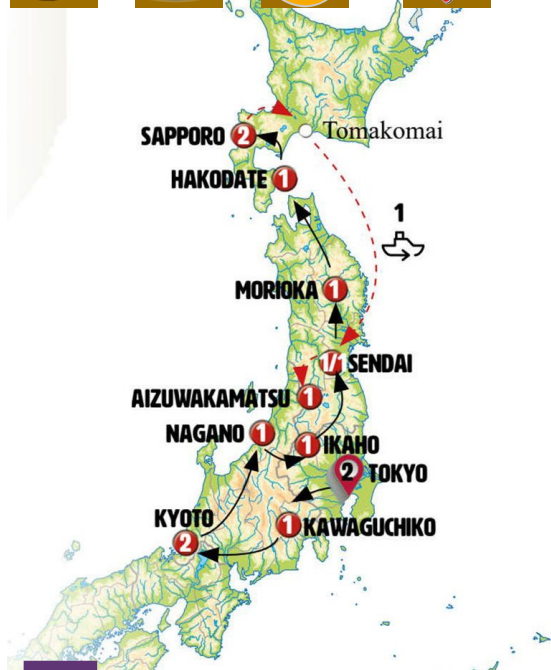 Tomakomai
SAPPORO 2
HAKODATE 1
1
MORIOKA 1
1/1 SENDAI
AIZUWAKAMATSU 1
NAGANO 1
1 IKAHO
2 TOKYO
KYOTO
2
1 KAWAGUCHIKO